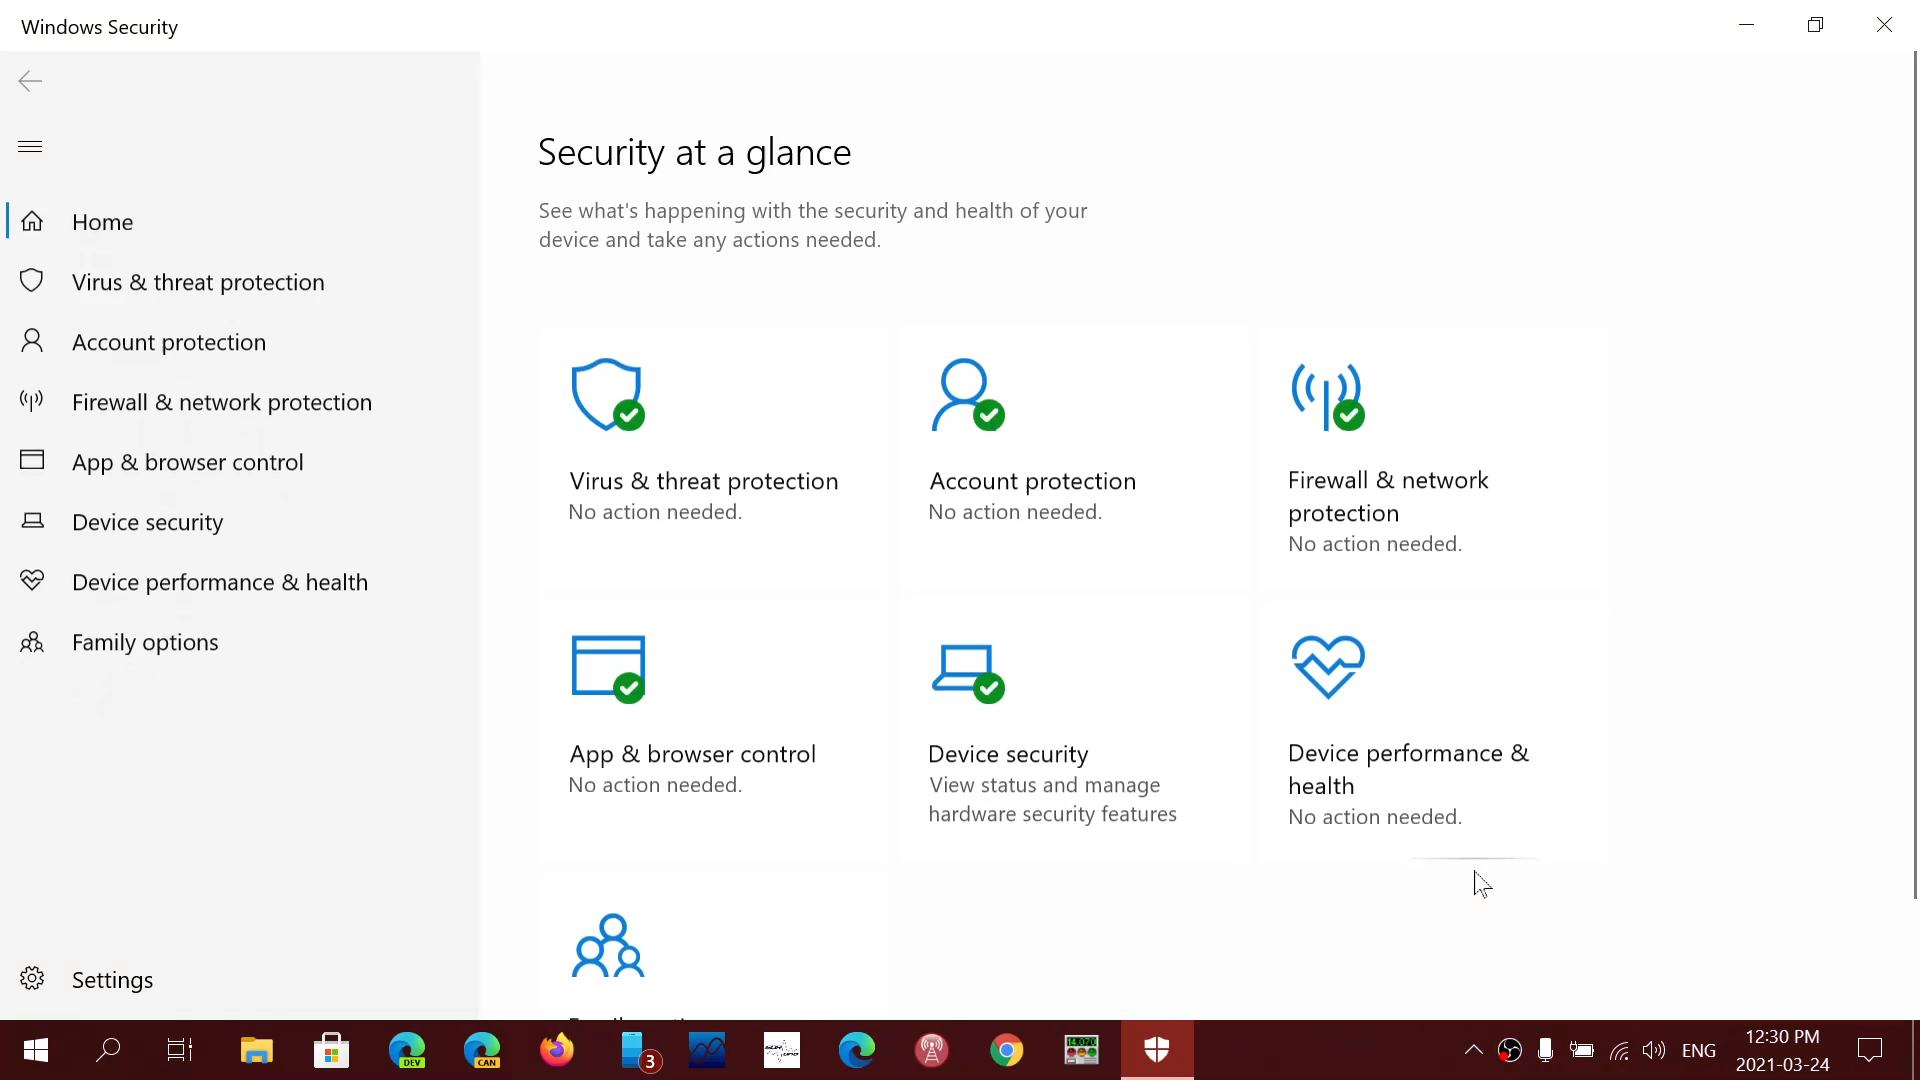 Windows Security
Home
Virus & threat protection
Account protection
Firewall & network protection
App & browser control
Device security
Device performance & health
Family options
Settings
Security at a glance
See what's happening with the security and health of your
device and take any actions needed.
Virus & threat protection
No action needed.
Account protection
No action needed.
Firewall & network
protection
No action needed.
App & browser control
No action needed.
Device security
View status and manage
hardware security features
Device performance &
health
No action needed.
DEV
CAN
3
ENG
12:30 PM
2021-03-24